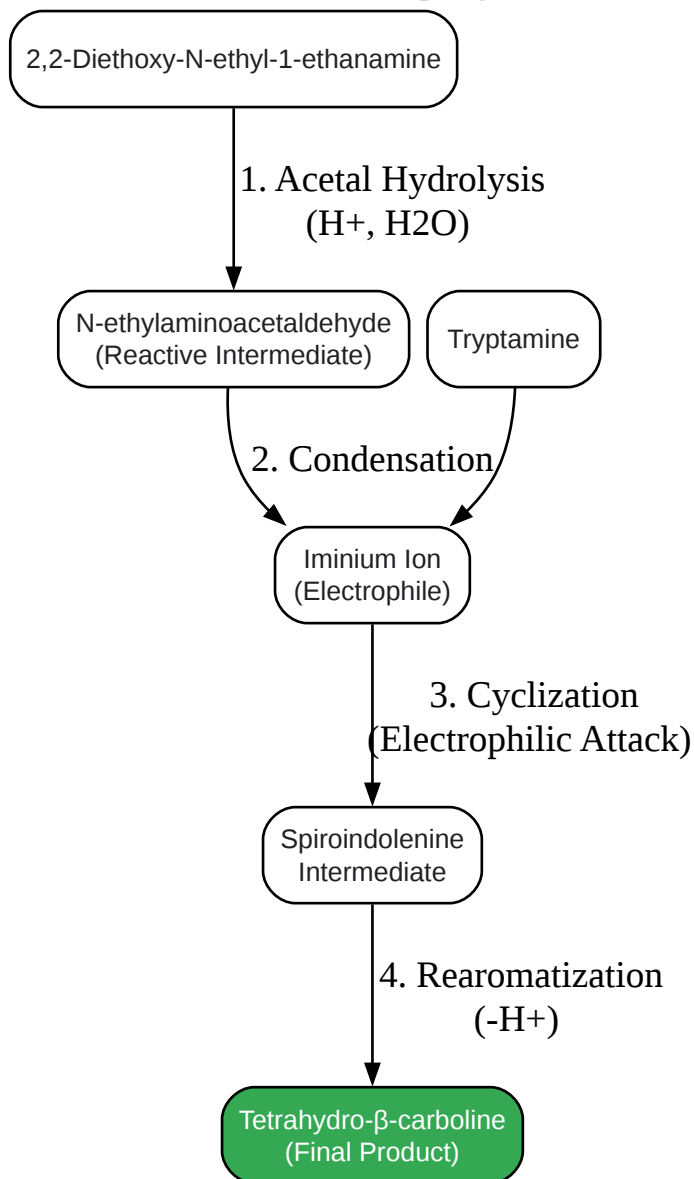 2,2-Diethoxy-N-ethyl-1-ethanamine
1. Acetal Hydrolysis
(H+, H2O)
N-ethylaminoacetaldehyde
(Reactive Intermediate)
Tryptamine
2. Condensation
Iminium Ion
(Electrophile)
3. Cyclization
(Electrophilic Attack)
Spiroindolenine
Intermediate
4. Rearomatization
(-H+)
Tetrahydro-β-carboline
(Final Product)